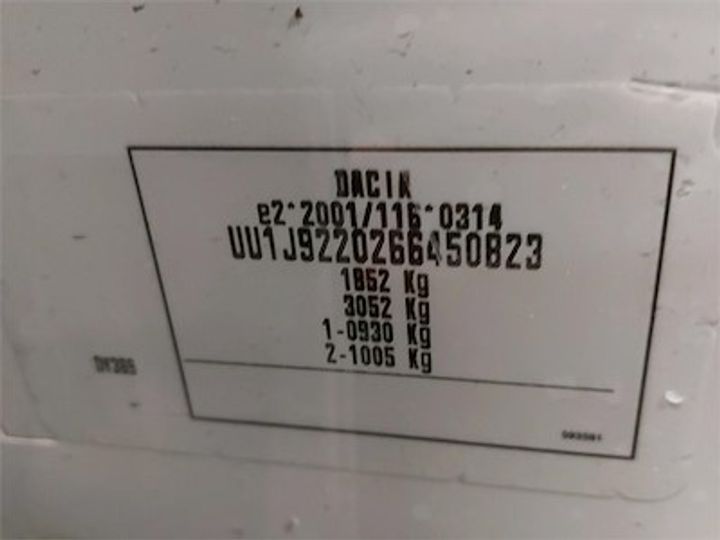 DACIA
e2*2001/116*0314
UU1J9220266450823
1852 Kg
3052 Kg
1-0930 Kg
2-1005 Kg